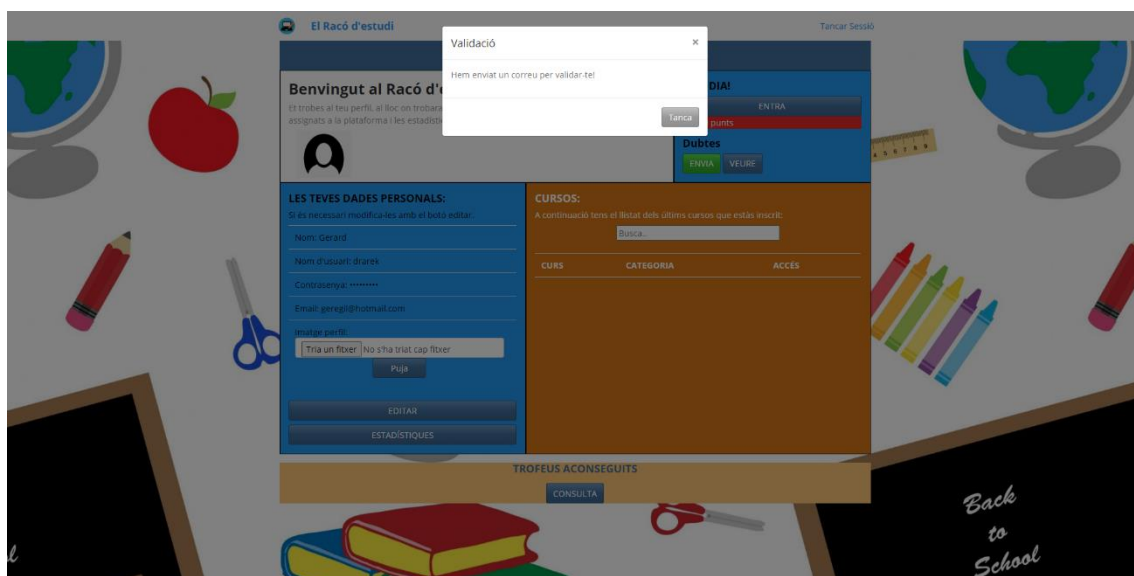 El Racó d'estudi
Tancar Sessió
Validació
×
Hem enviat un correu per validar-te!
Tanca
Benvingut al Racó d'
Et trobes al teu perfil, al lloc on trobara
assignats a la plataforma i les estadísti
DIA!
ENTRA
punts
Dubtes
ENVIA
VEURE
LES TEVES DADES PERSONALS:
Si és necessari modifica-les amb el botó editar.
Nom: Gerard
Nom d'usuari: drarek
Contrasenya: •••••••••
Email: geregil@hotmail.com
Imatge perfil:
Tria un fitxer No s'ha triat cap fitxer
Puja
EDITAR
ESTADÍSTIQUES
CURSOS:
A continuació tens el llistat dels últims cursos que estàs inscrit:
Busca..
CURS CATEGORIA ACCÉS
TROFEUS ACONSEGUITS
CONSULTA
Back
to
School